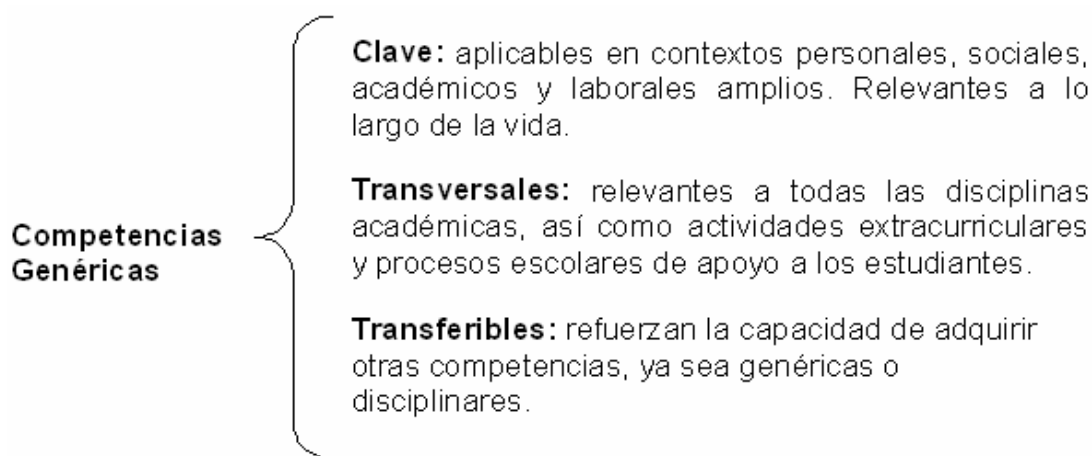 Competencias
Genéricas
Clave: aplicables en contextos personales, sociales,
académicos y laborales amplios. Relevantes a lo
largo de la vida.
Transversales: relevantes a todas las disciplinas
académicas, así como actividades extracurriculares
y procesos escolares de apoyo a los estudiantes.
Transferibles: refuerzan la capacidad de adquirir
otras competencias, ya sea genéricas o
disciplinares.